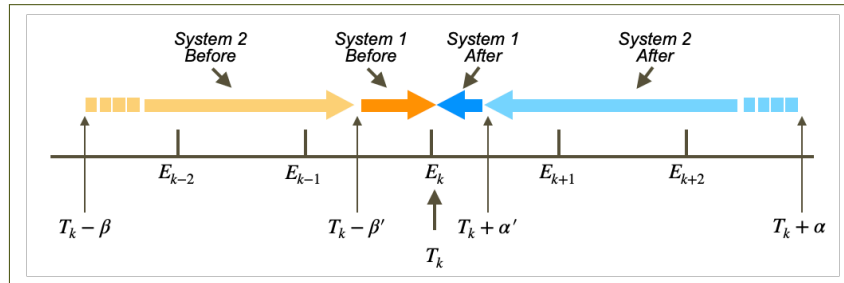 System 2 Before
System 1 Before
System 1 After
System 2 After
E_{k-2}
E_{k-1}
E_k
E_{k+1}
E_{k+2}
T_k − β
T_k − β′
T_k + α′
T_k + α
T_k